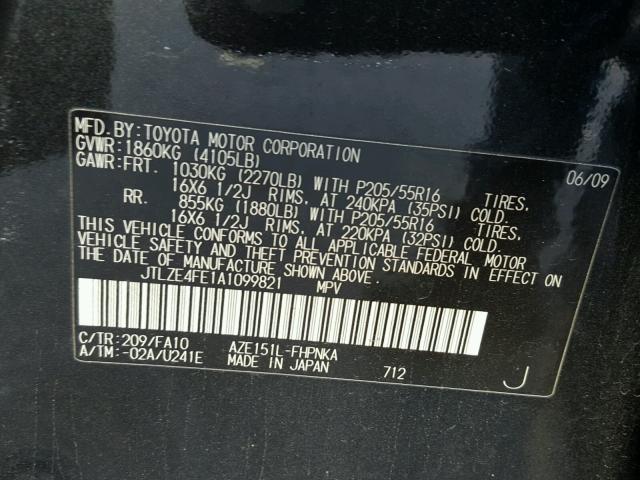 MFD. BY: TOYOTA MOTOR CORPORATION 06/09
GVWR: 1860KG (4105LB)
GAWR: FRT. 1030KG (2270LB) WITH P205/55R16 TIRES,
16X6 1/2J RIMS, AT 240KPA (35PSI) COLD.
RR. 855KG (1880LB) WITH P205/55R16 TIRES,
16X6 1/2J RIMS, AT 220KPA (32PSI) COLD.
THIS VEHICLE CONFORMS TO ALL APPLICABLE FEDERAL MOTOR
VEHICLE SAFETY AND THEFT PREVENTION STANDARDS IN EFFECT ON
THE DATE OF MANUFACTURE SHOWN ABOVE.
JTLZE4FE1A1099821 MPV
C/TR: 209/FA10 AZE151L-FHPNKA
A/TM: -02A/U241E MADE IN JAPAN 712 J